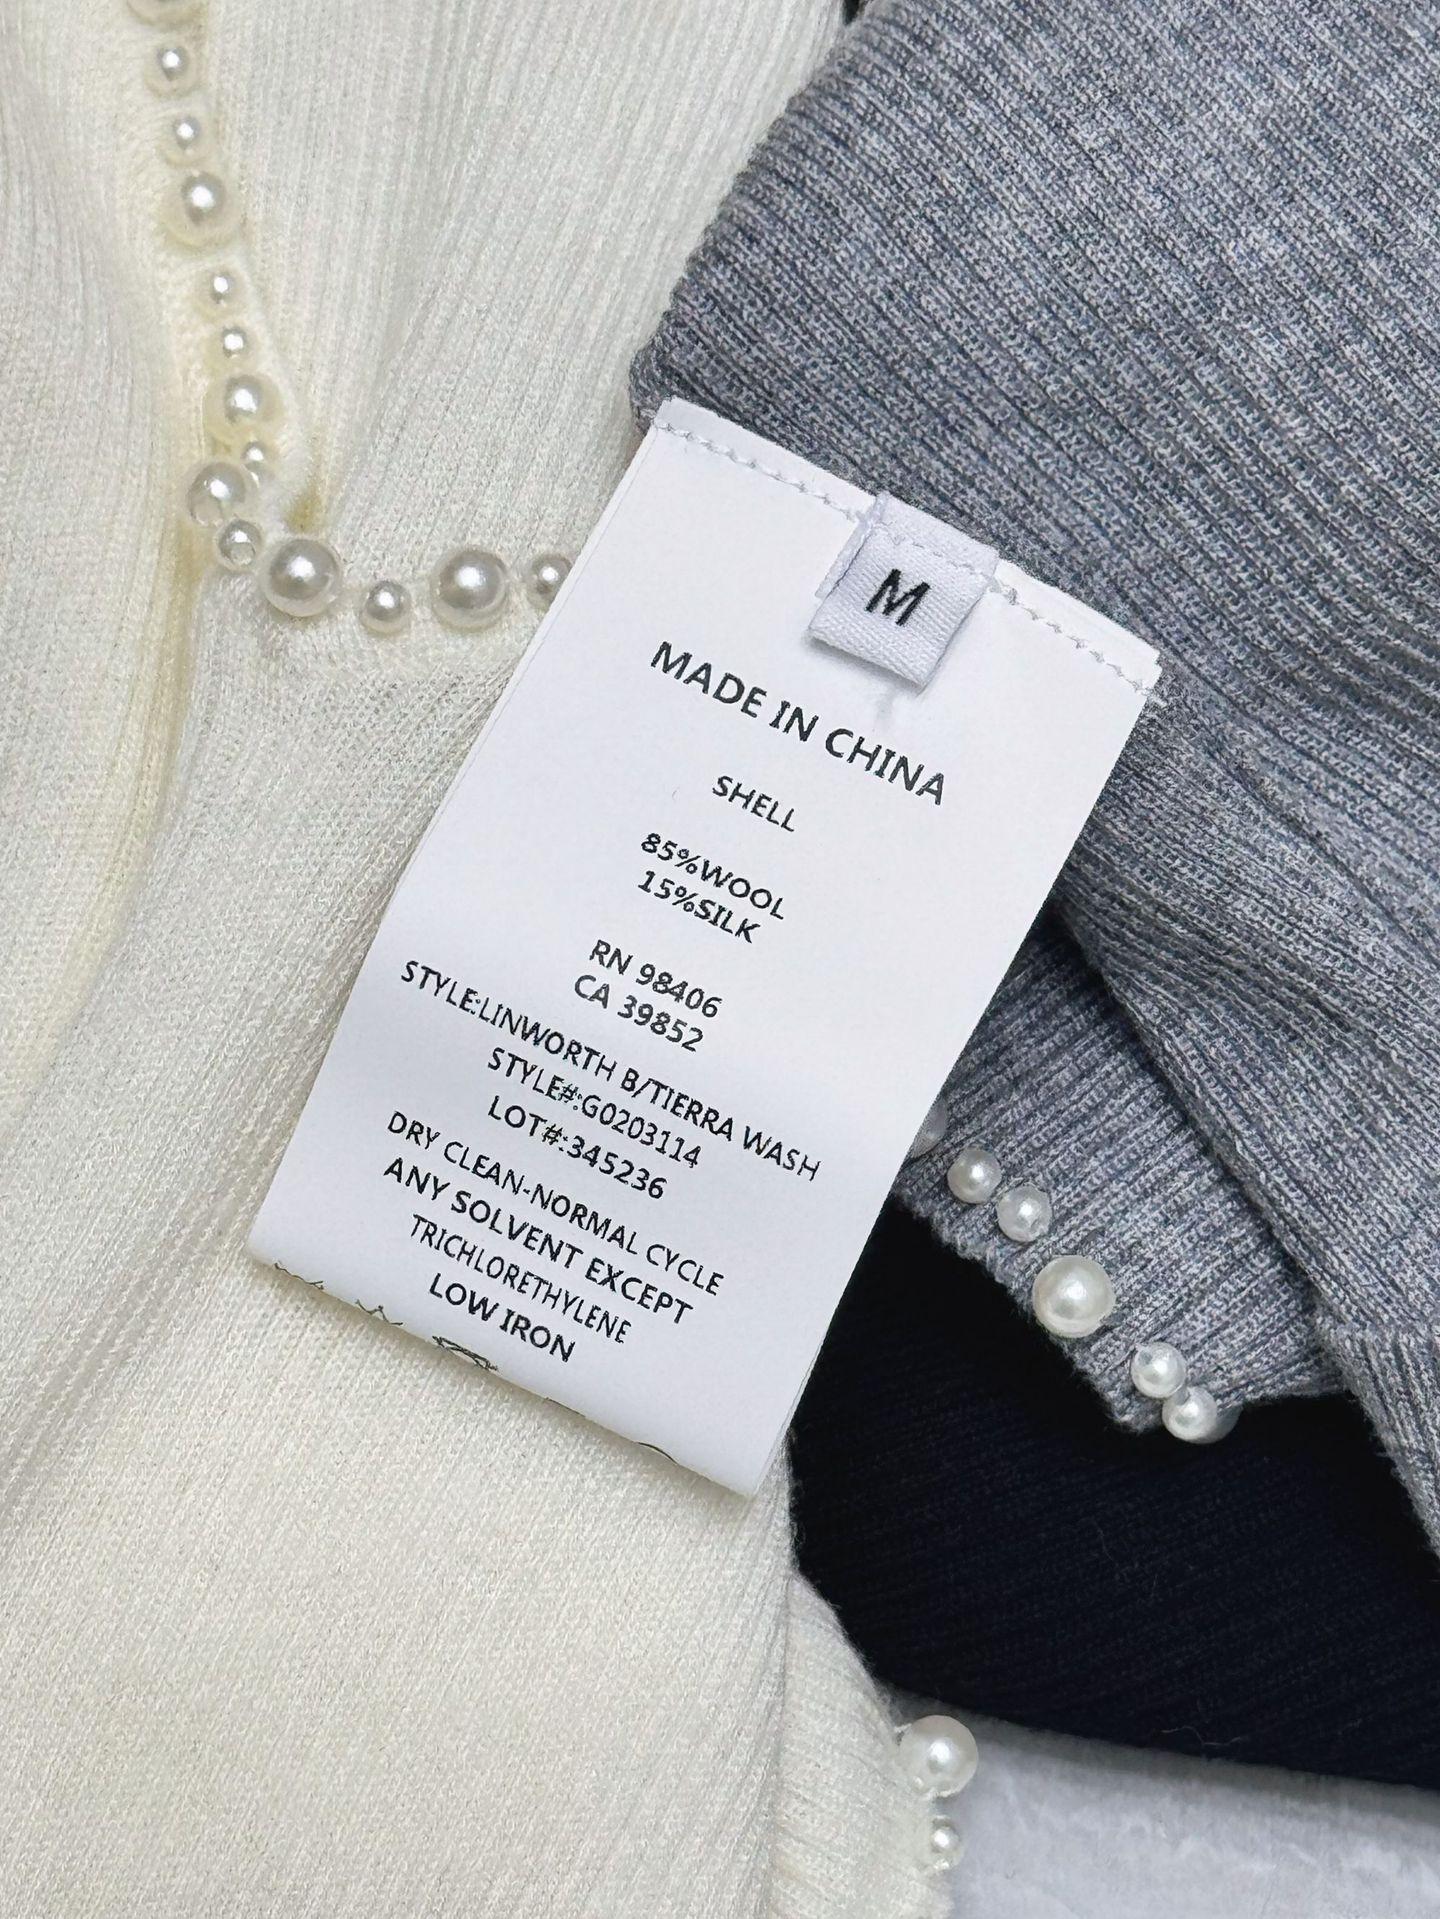 M
MADE IN CHINA
SHELL
85%WOOL
15%SILK
RN 98406
CA 39852
STYLE:LINWORTH B/TIERRA WASH
STYLE#:G0203114
LOT#:345236
DRY CLEAN-NORMAL CYCLE
ANY SOLVENT EXCEPT
TRICHLORETHYLENE
LOW IRON